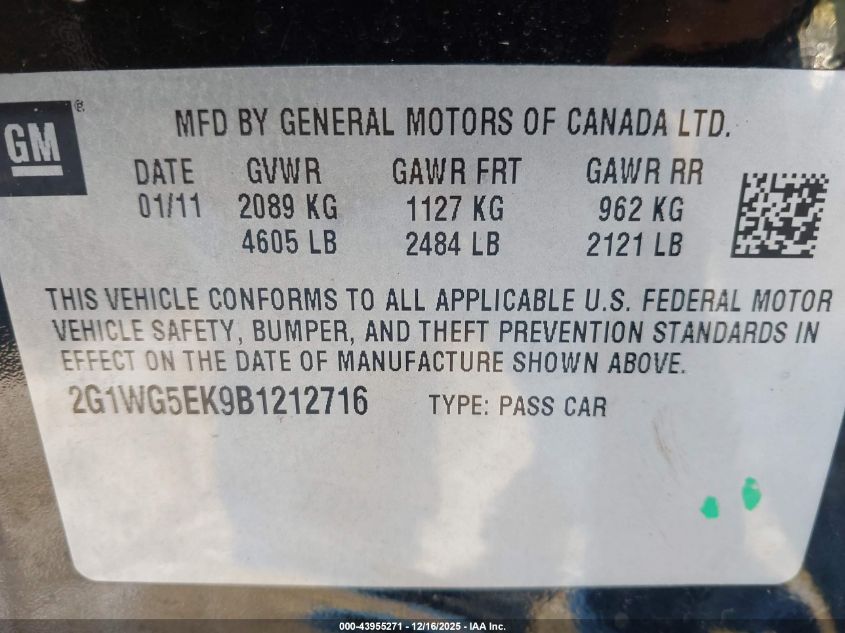 GM®
MFD BY GENERAL MOTORS OF CANADA LTD.
DATE GVWR GAWR FRT GAWR RR
01/11 2089 KG 1127 KG 962 KG
4605 LB 2484 LB 2121 LB
THIS VEHICLE CONFORMS TO ALL APPLICABLE U.S. FEDERAL MOTOR
VEHICLE SAFETY, BUMPER, AND THEFT PREVENTION STANDARDS IN
EFFECT ON THE DATE OF MANUFACTURE SHOWN ABOVE.
2G1WG5EK9B1212716 TYPE: PASS CAR
000-43955271 - 12/16/2025 - IAA Inc.